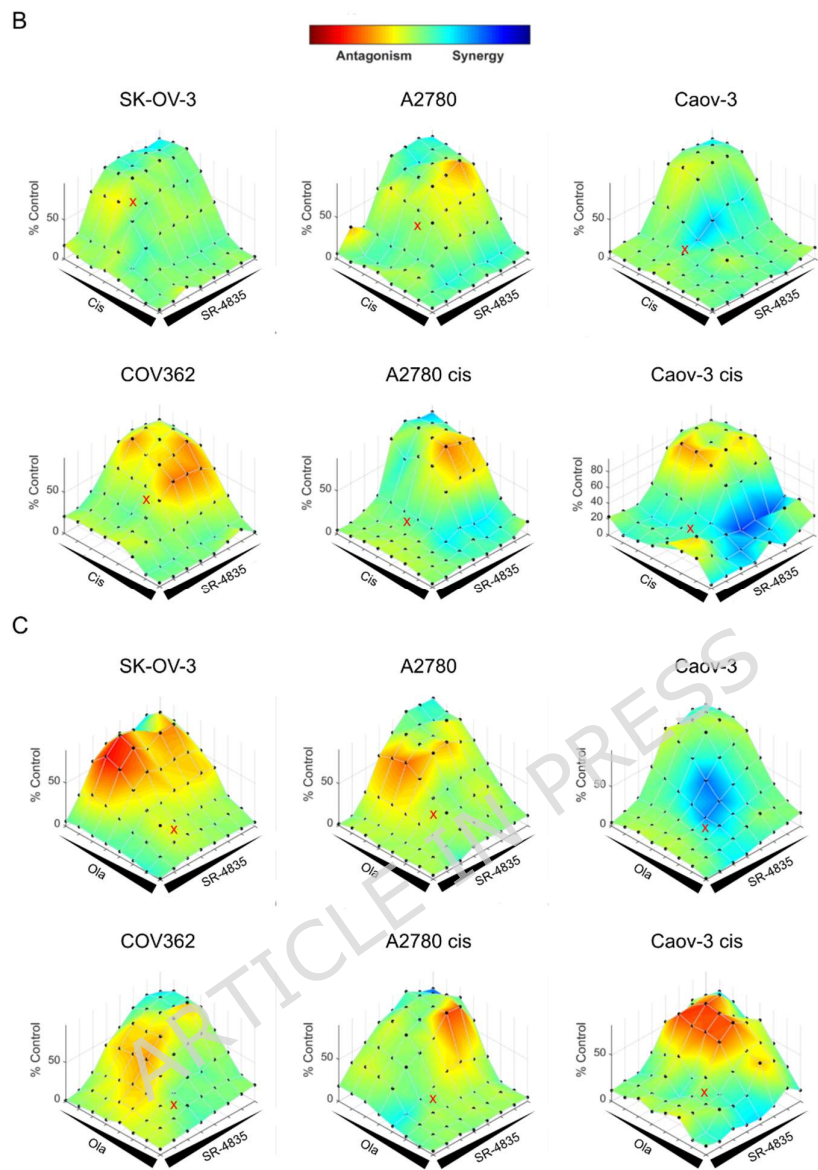 B
Antagonism Synergy
SK-OV-3 A2780 Caov-3
% Control 50 0 Cis SR-4835
% Control 50 0 Cis SR-4835
% Control 50 0 Cis SR-4835
X X X
COV362 A2780 cis Caov-3 cis
% Control 50 0 Cis SR-4835
% Control 50 0 Cis SR-4835
% Control 80 60 40 20 0 Cis SR-4835
X X X
C
SK-OV-3 A2780 Caov-3
% Control 50 0 Ola SR-4835
% Control 50 0 Ola SR-4835
% Control 50 0 Ola SR-4835
X X X
COV362 A2780 cis Caov-3 cis
% Control 50 0 Ola SR-4835
% Control 50 0 Ola SR-4835
% Control 50 0 Ola SR-4835
X X X
ARTICLE IN PRESS